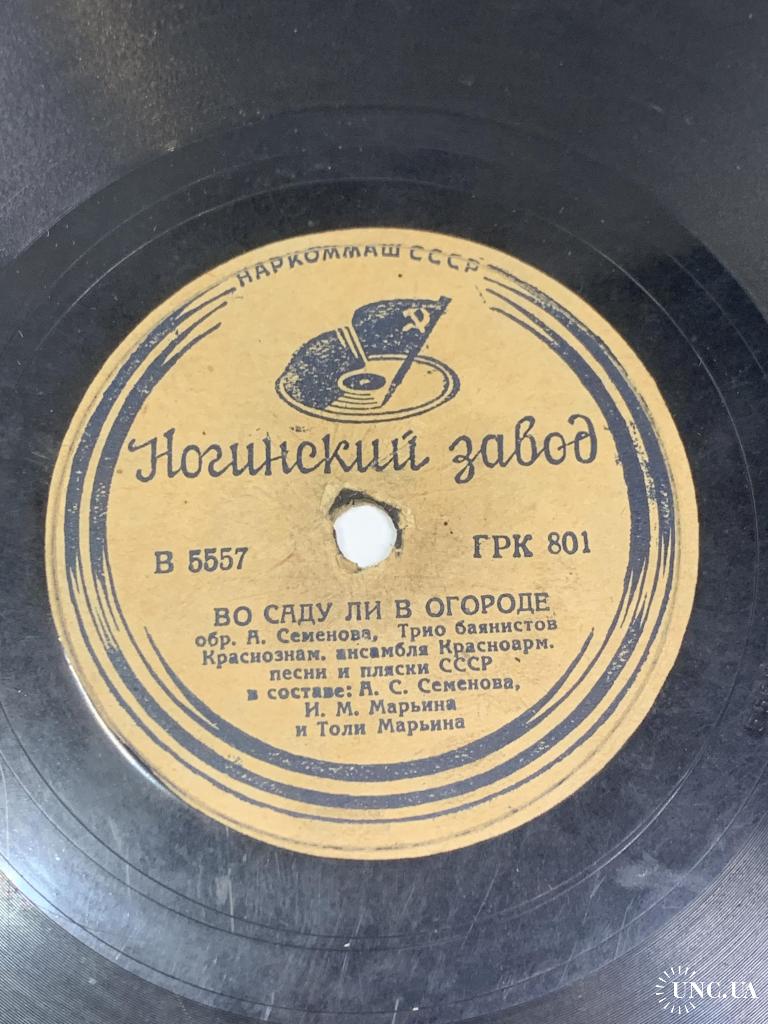 НАРКОММАШ СССР
Ногинский завод
В 5557
ГРК 801
ВО САДУ ЛИ В ОГОРОДЕ
обр. А. Семенова, Трио баянистов
Краснознам. ансамбля Красноарм.
песни и пляски СССР
в составе: А. С. Семенова,
И. М. Марьина
и Толи Марьина
UNC.UA